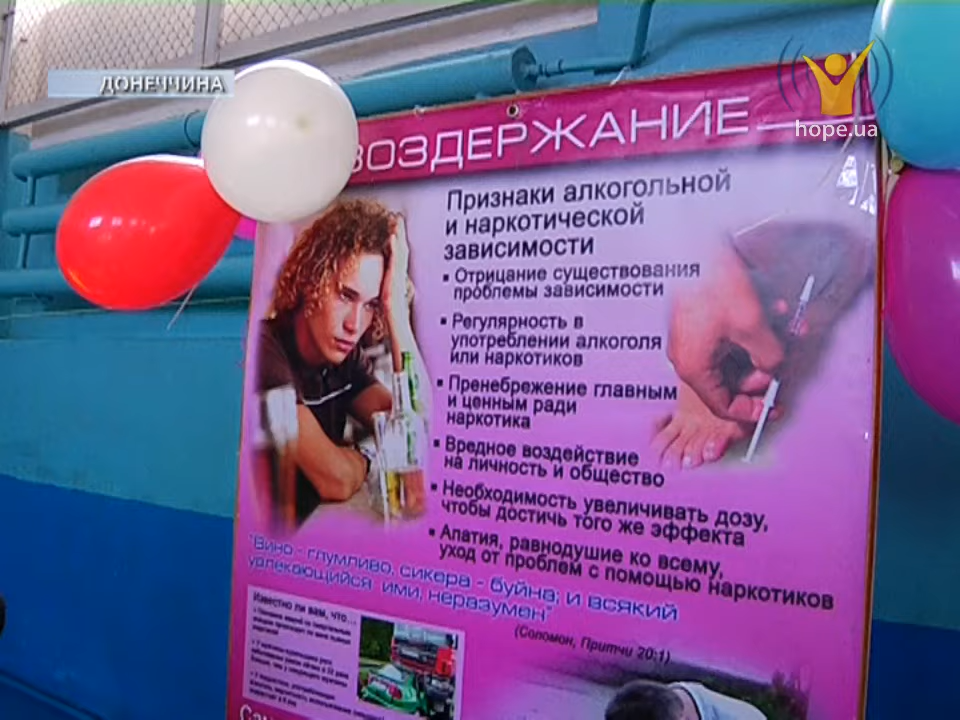 ДОНЕЧЧИНА
hope.ua
ВОЗДЕРЖАНИЕ
Признаки алкогольной
и наркотической
зависимости
▪ Отрицание существования
проблемы зависимости
▪ Регулярность в
употреблении алкоголя
или наркотиков
▪ Пренебрежение главным
и ценным ради
наркотика
▪ Вредное воздействие
на личность и общество
▪ Необходимость увеличивать дозу,
чтобы достичь того же эффекта
▪ Апатия, равнодушие ко всему,
уход от проблем с помощью наркотиков
"Вино - глумливо, сикера - буйна; и всякий
увлекающийся ими, неразумен"
(Соломон, Притчи 20:1)
Известно ли вам, что...